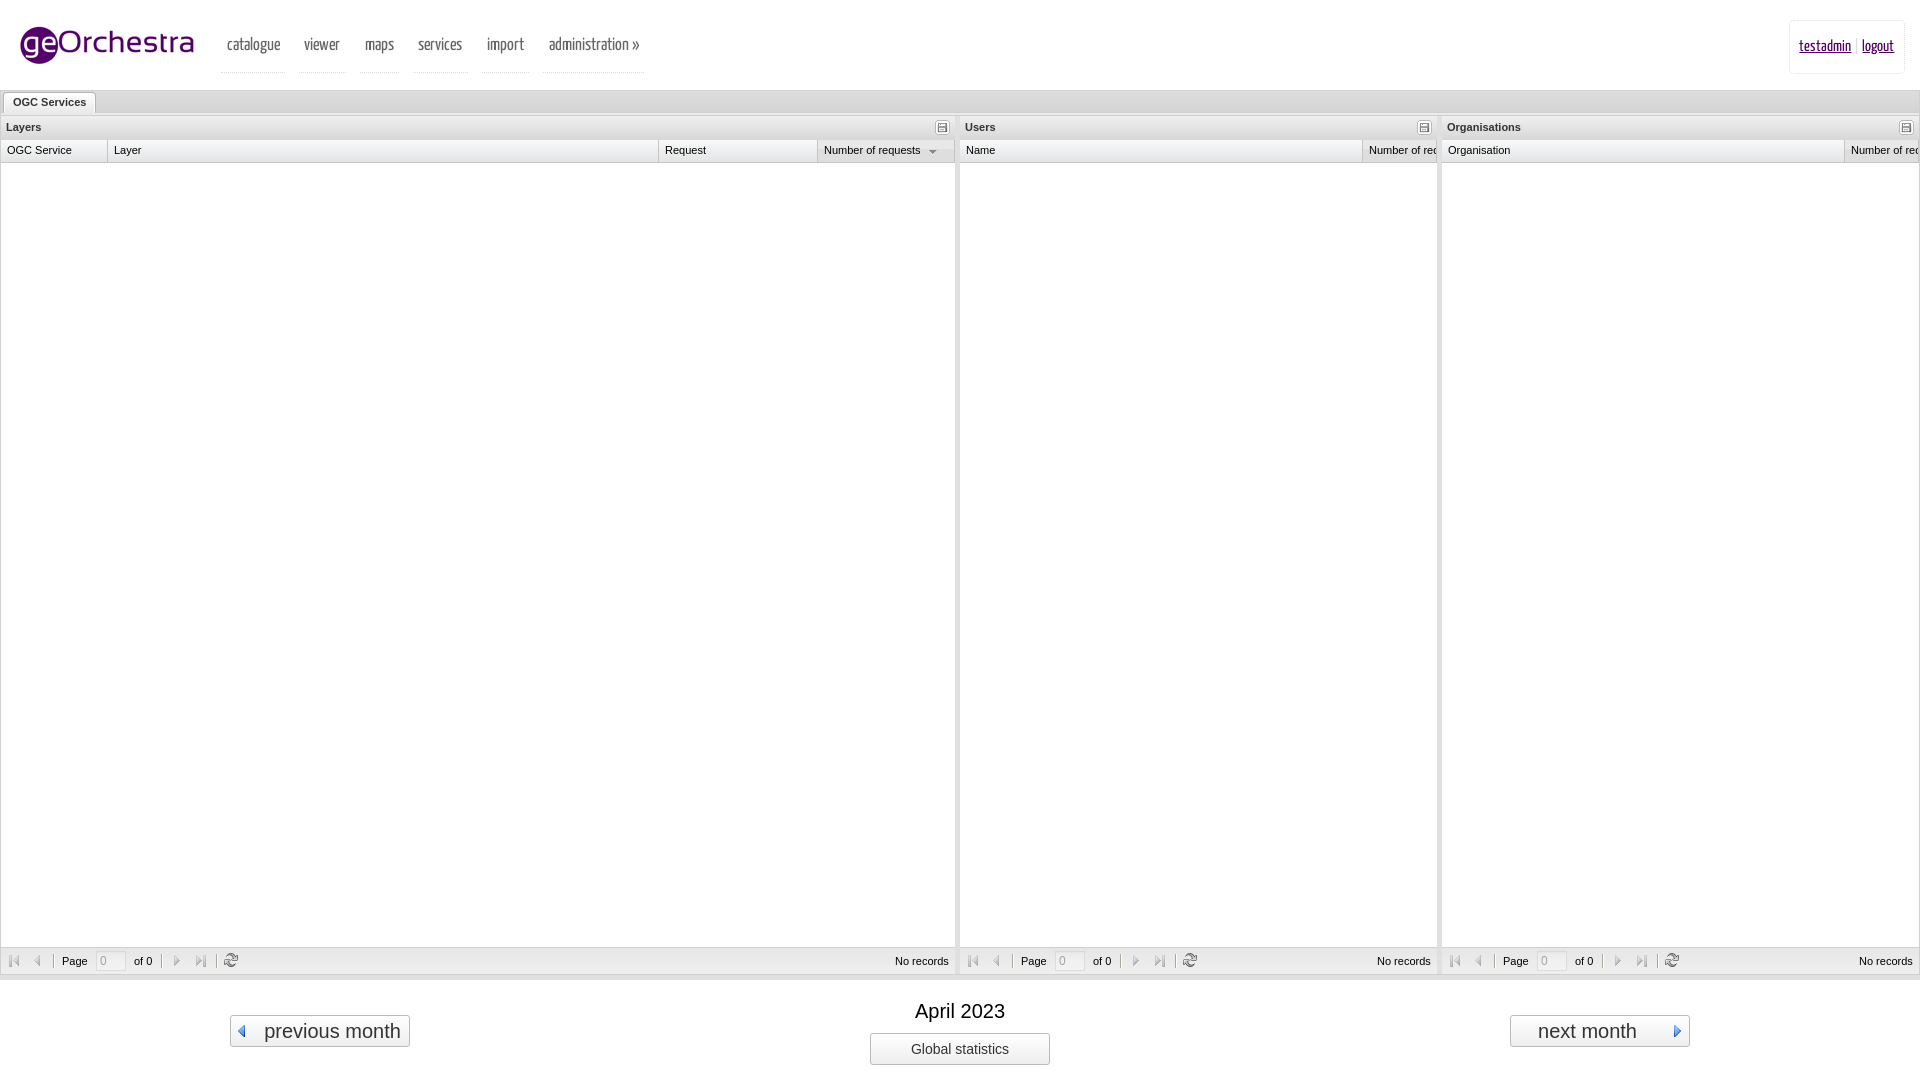 geOrchestra
catalogue viewer maps services import administration »
testadmin logout
OGC Services
Layers
OGC Service Layer Request Number of requests
Page 0 of 0 No records
Users
Name Number of
Page 0 of 0 No records
Organisations
Organisation Number of
Page 0 of 0 No records
previous month
April 2023
Global statistics
next month